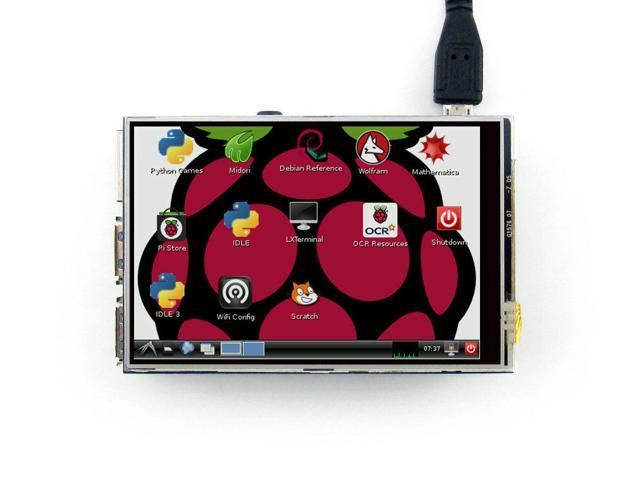 Python Games
Midori
Debian Reference
Wolfram
Mathematica
Pi Store
IDLE
LXTerminal
OCR
OCR Resources
Shutdown
IDLE 3
WiFi Config
Scratch
07:37